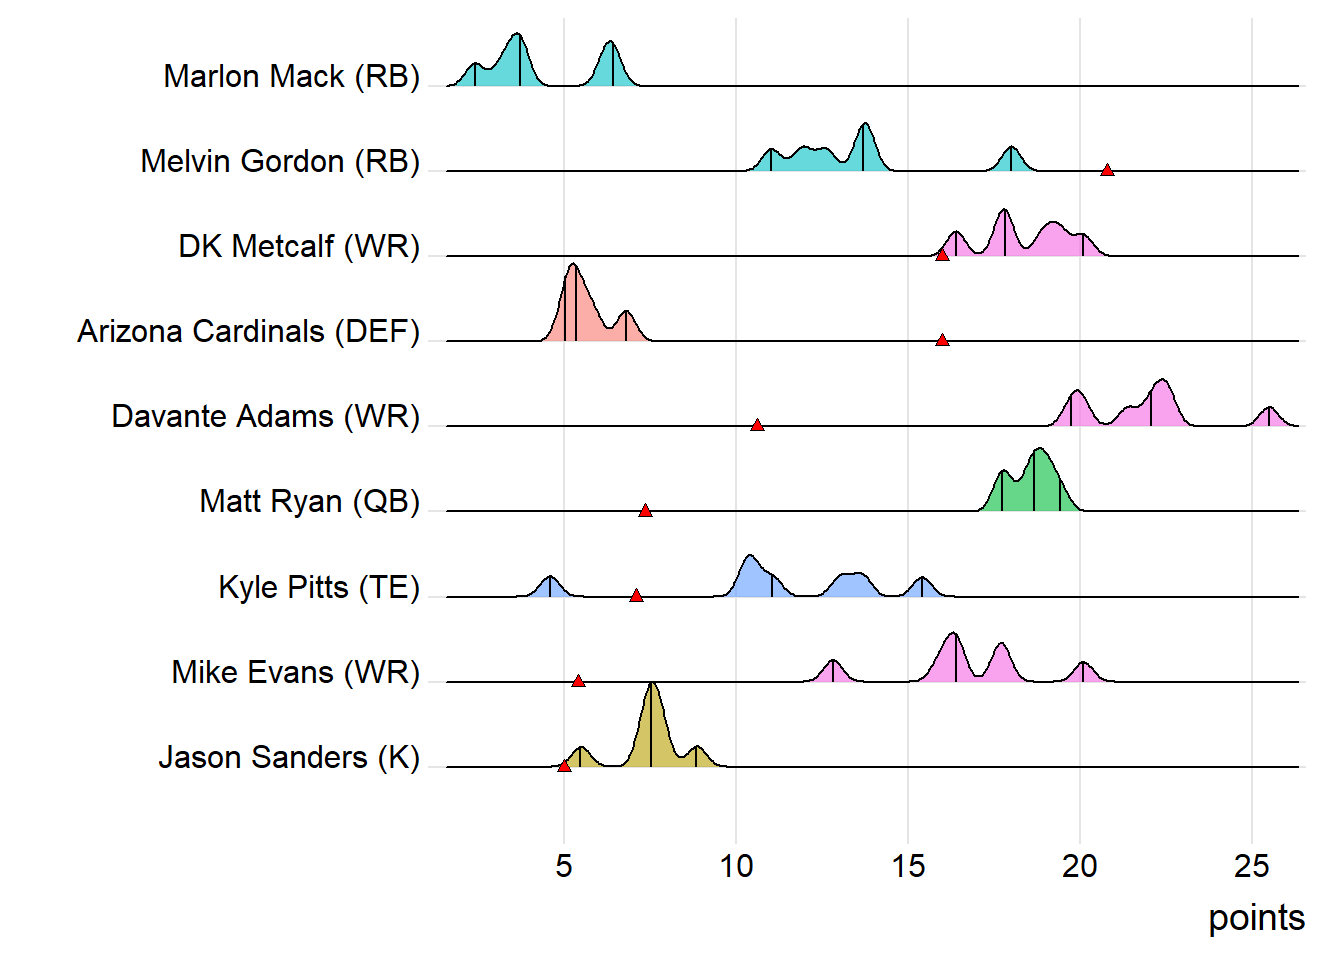 Marlon Mack (RB)
Melvin Gordon (RB)
DK Metcalf (WR)
Arizona Cardinals (DEF)
Davante Adams (WR)
Matt Ryan (QB)
Kyle Pitts (TE)
Mike Evans (WR)
Jason Sanders (K)
5 10 15 20 25
points